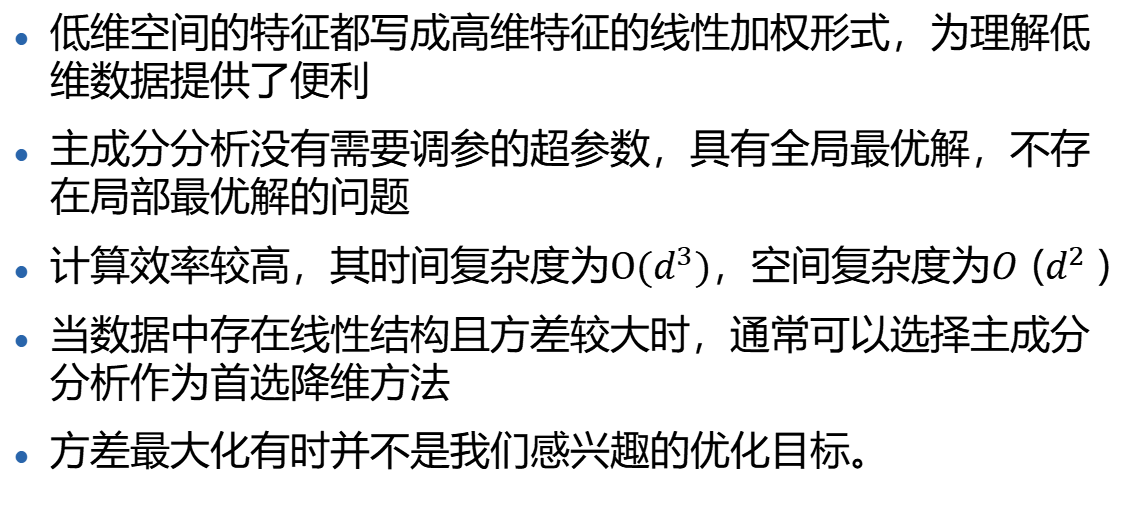 • 低维空间的特征都写成高维特征的线性加权形式，为理解低
维数据提供了便利
• 主成分分析没有需要调参的超参数，具有全局最优解，不存
在局部最优解的问题
• 计算效率较高，其时间复杂度为O(𝑑³)，空间复杂度为𝑂 (𝑑² )
• 当数据中存在线性结构且方差较大时，通常可以选择主成分
分析作为首选降维方法
• 方差最大化有时并不是我们感兴趣的优化目标。